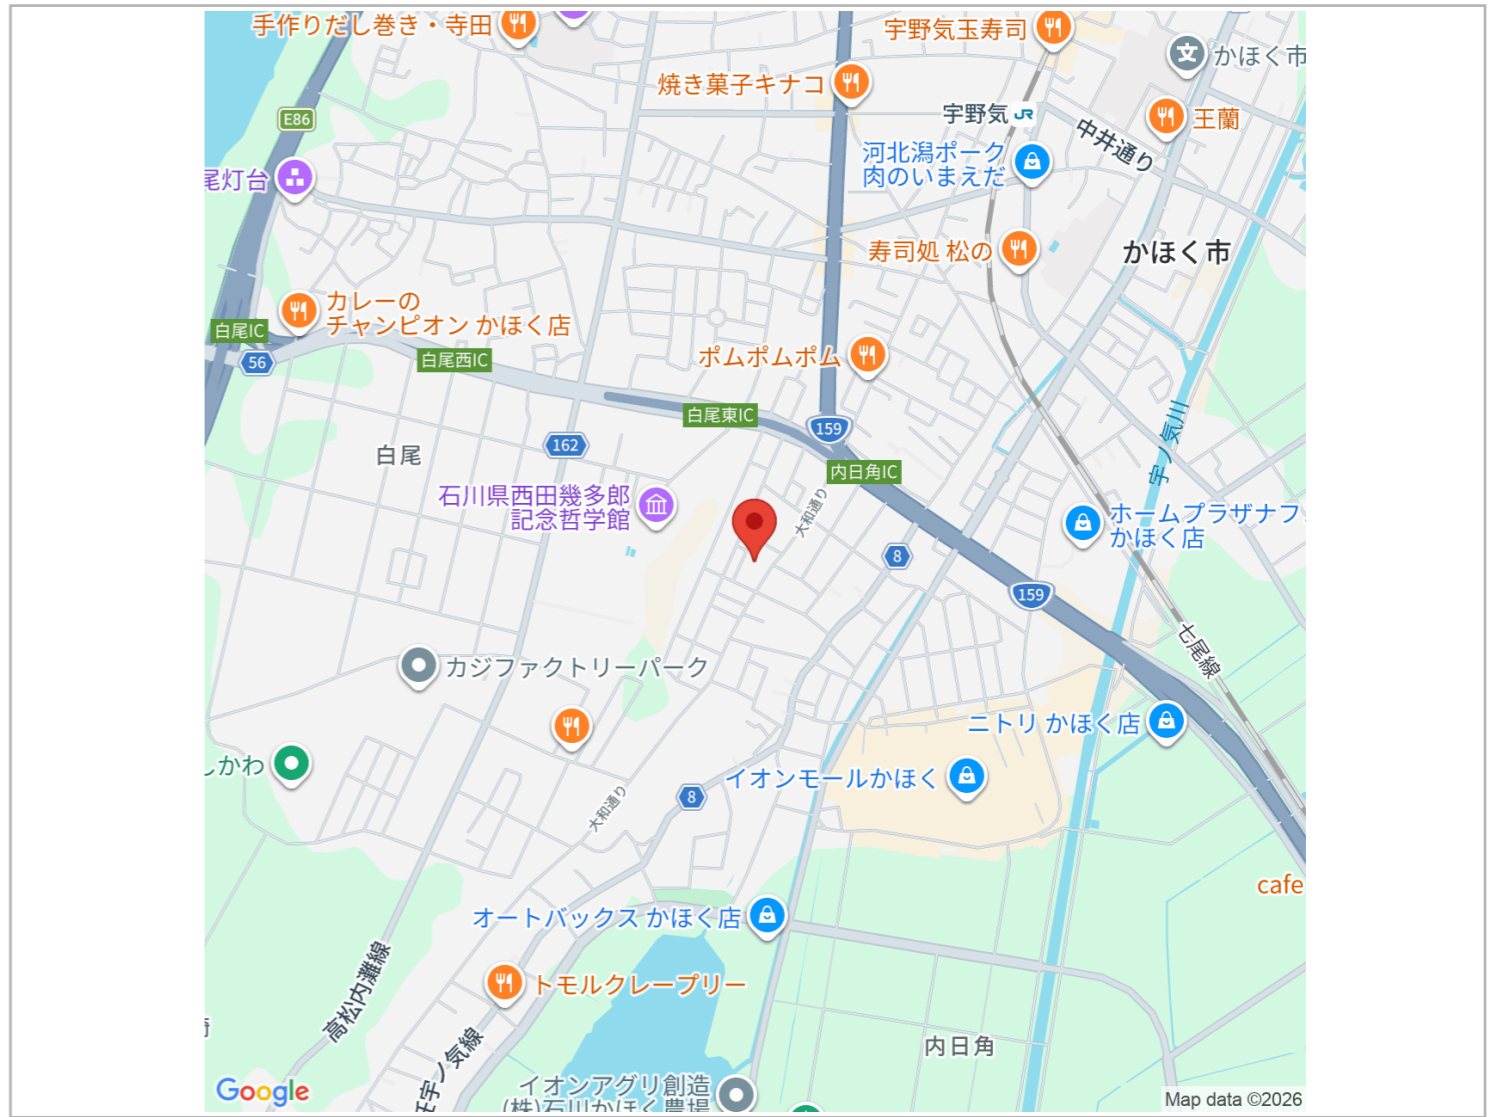 手作りだし巻き・寺田
宇野気玉寿司
かほく市
焼き菓子キナコ
E86
宇野気 JR
王蘭
中井通り
河北潟ポーク
肉のいまえだ
尾灯台
寿司処 松の
かほく市
カレーの
チャンピオン かほく店
白尾IC
56
白尾西IC
ポムポムポム
白尾東IC
159
162
白尾
内日角IC
宇ノ気川
石川県西田幾多郎
記念哲学館
大和通り
ホームプラザナフ
かほく店
8
159
七尾線
カジファクトリーパーク
ニトリ かほく店
しかわ
イオンモールかほく
8
大和通り
cafe
オートバックス かほく店
高松内灘線
トモルクレープリー
宇ノ気線
内日角
イオンアグリ創造
(株)石川かほく農場
Google
Map data ©2026